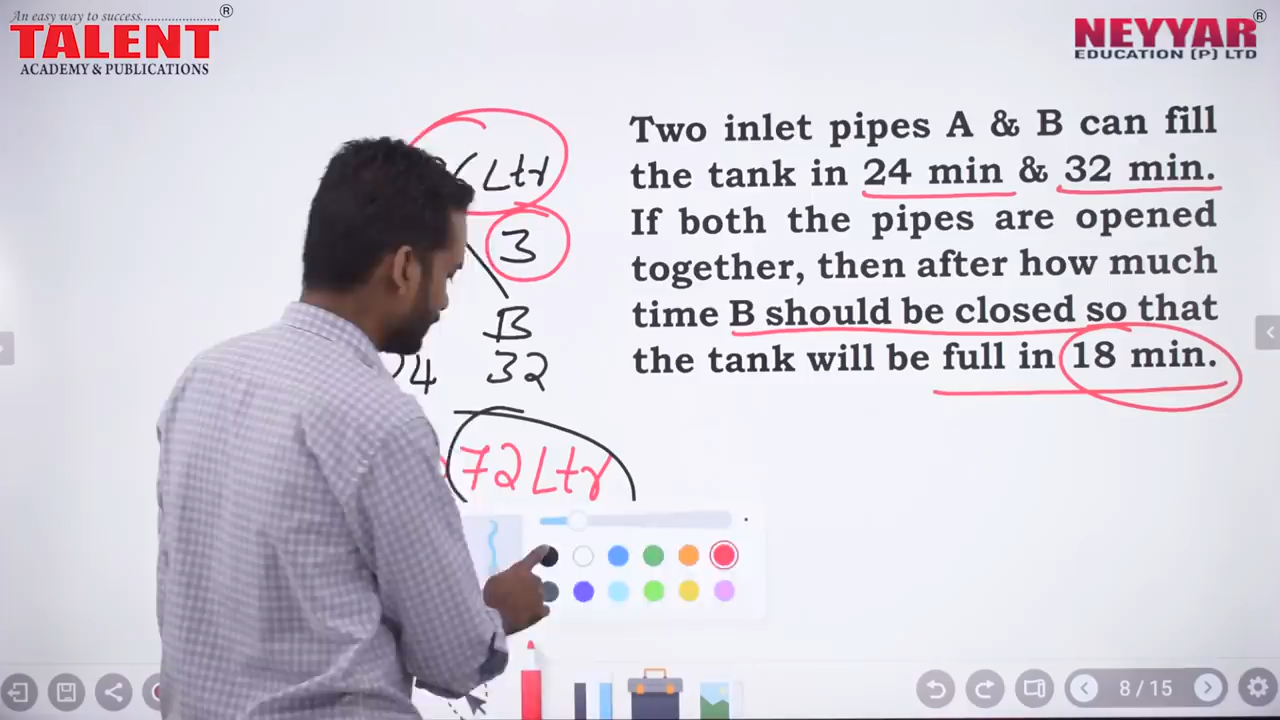 An easy way to success......................
TALENT
®
ACADEMY & PUBLICATIONS
NEYYAR
®
EDUCATION (P) LTD
Two inlet pipes A & B can fill
the tank in 24 min & 32 min.
If both the pipes are opened
together, then after how much
time B should be closed so that
the tank will be full in 18 min.
Ltr
3
B
24 32
72 Ltr
8 / 15